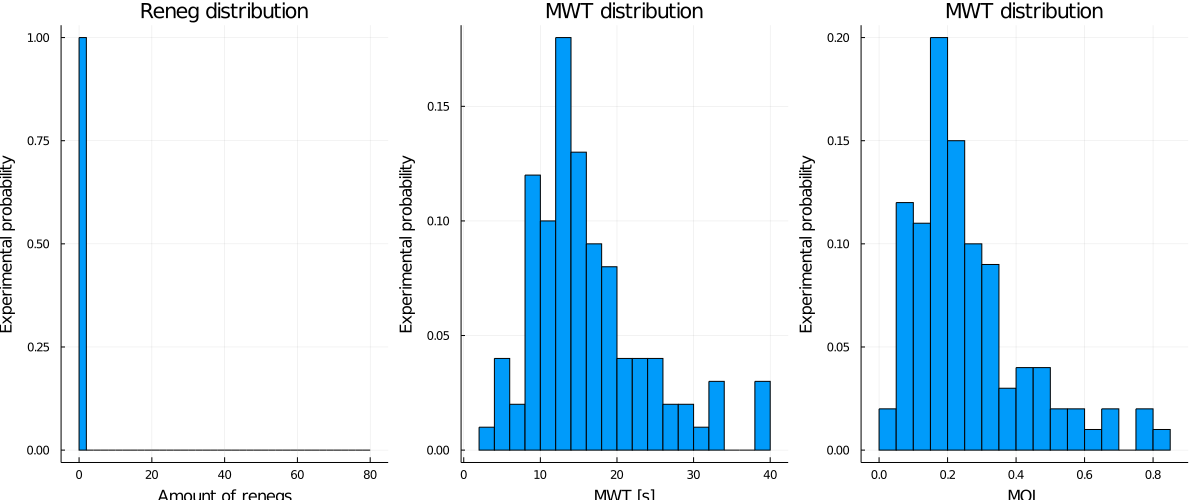 Reneg distribution
1.00
0.75
0.50
0.25
0.00
Experimental probability
0 20 40 60 80
Amount of renegs
MWT distribution
0.15
0.10
0.05
0.00
Experimental probability
0 10 20 30 40
MWT [s]
MWT distribution
0.20
0.15
0.10
0.05
0.00
Experimental probability
0.0 0.2 0.4 0.6 0.8